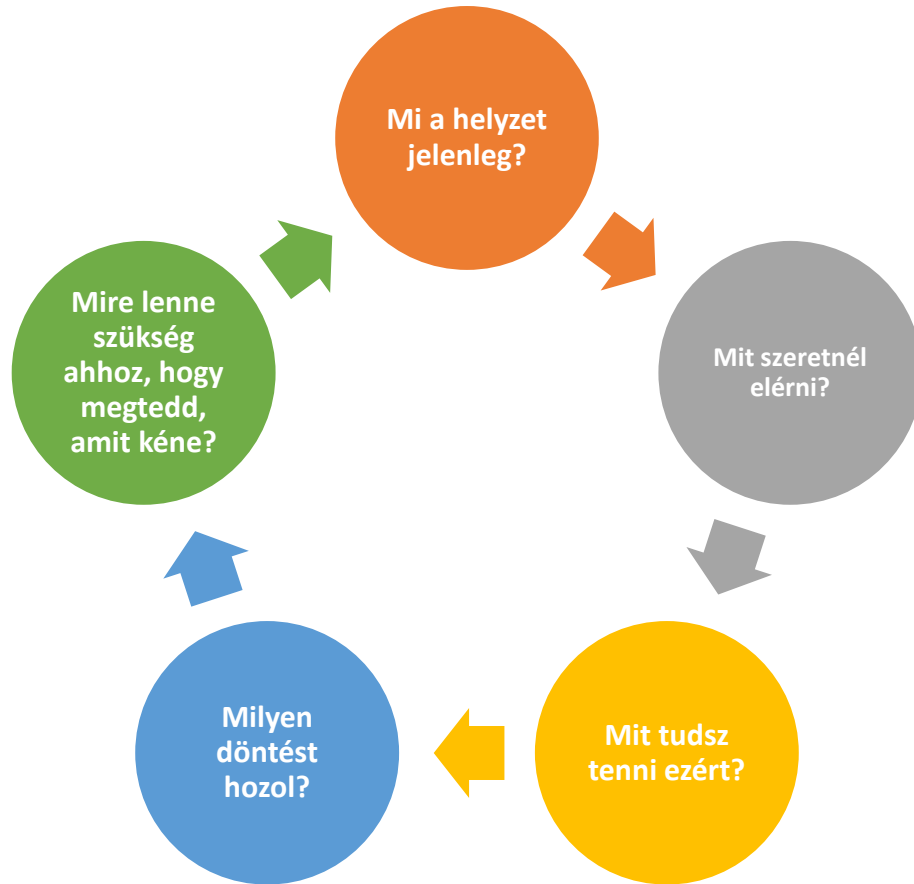 Mi a helyzet
jelenleg?
Mit szeretnél
elérni?
Mit tudsz
tenni ezért?
Milyen
döntést
hozol?
Mire lenne
szükség
ahhoz, hogy
megtedd,
amit kéne?